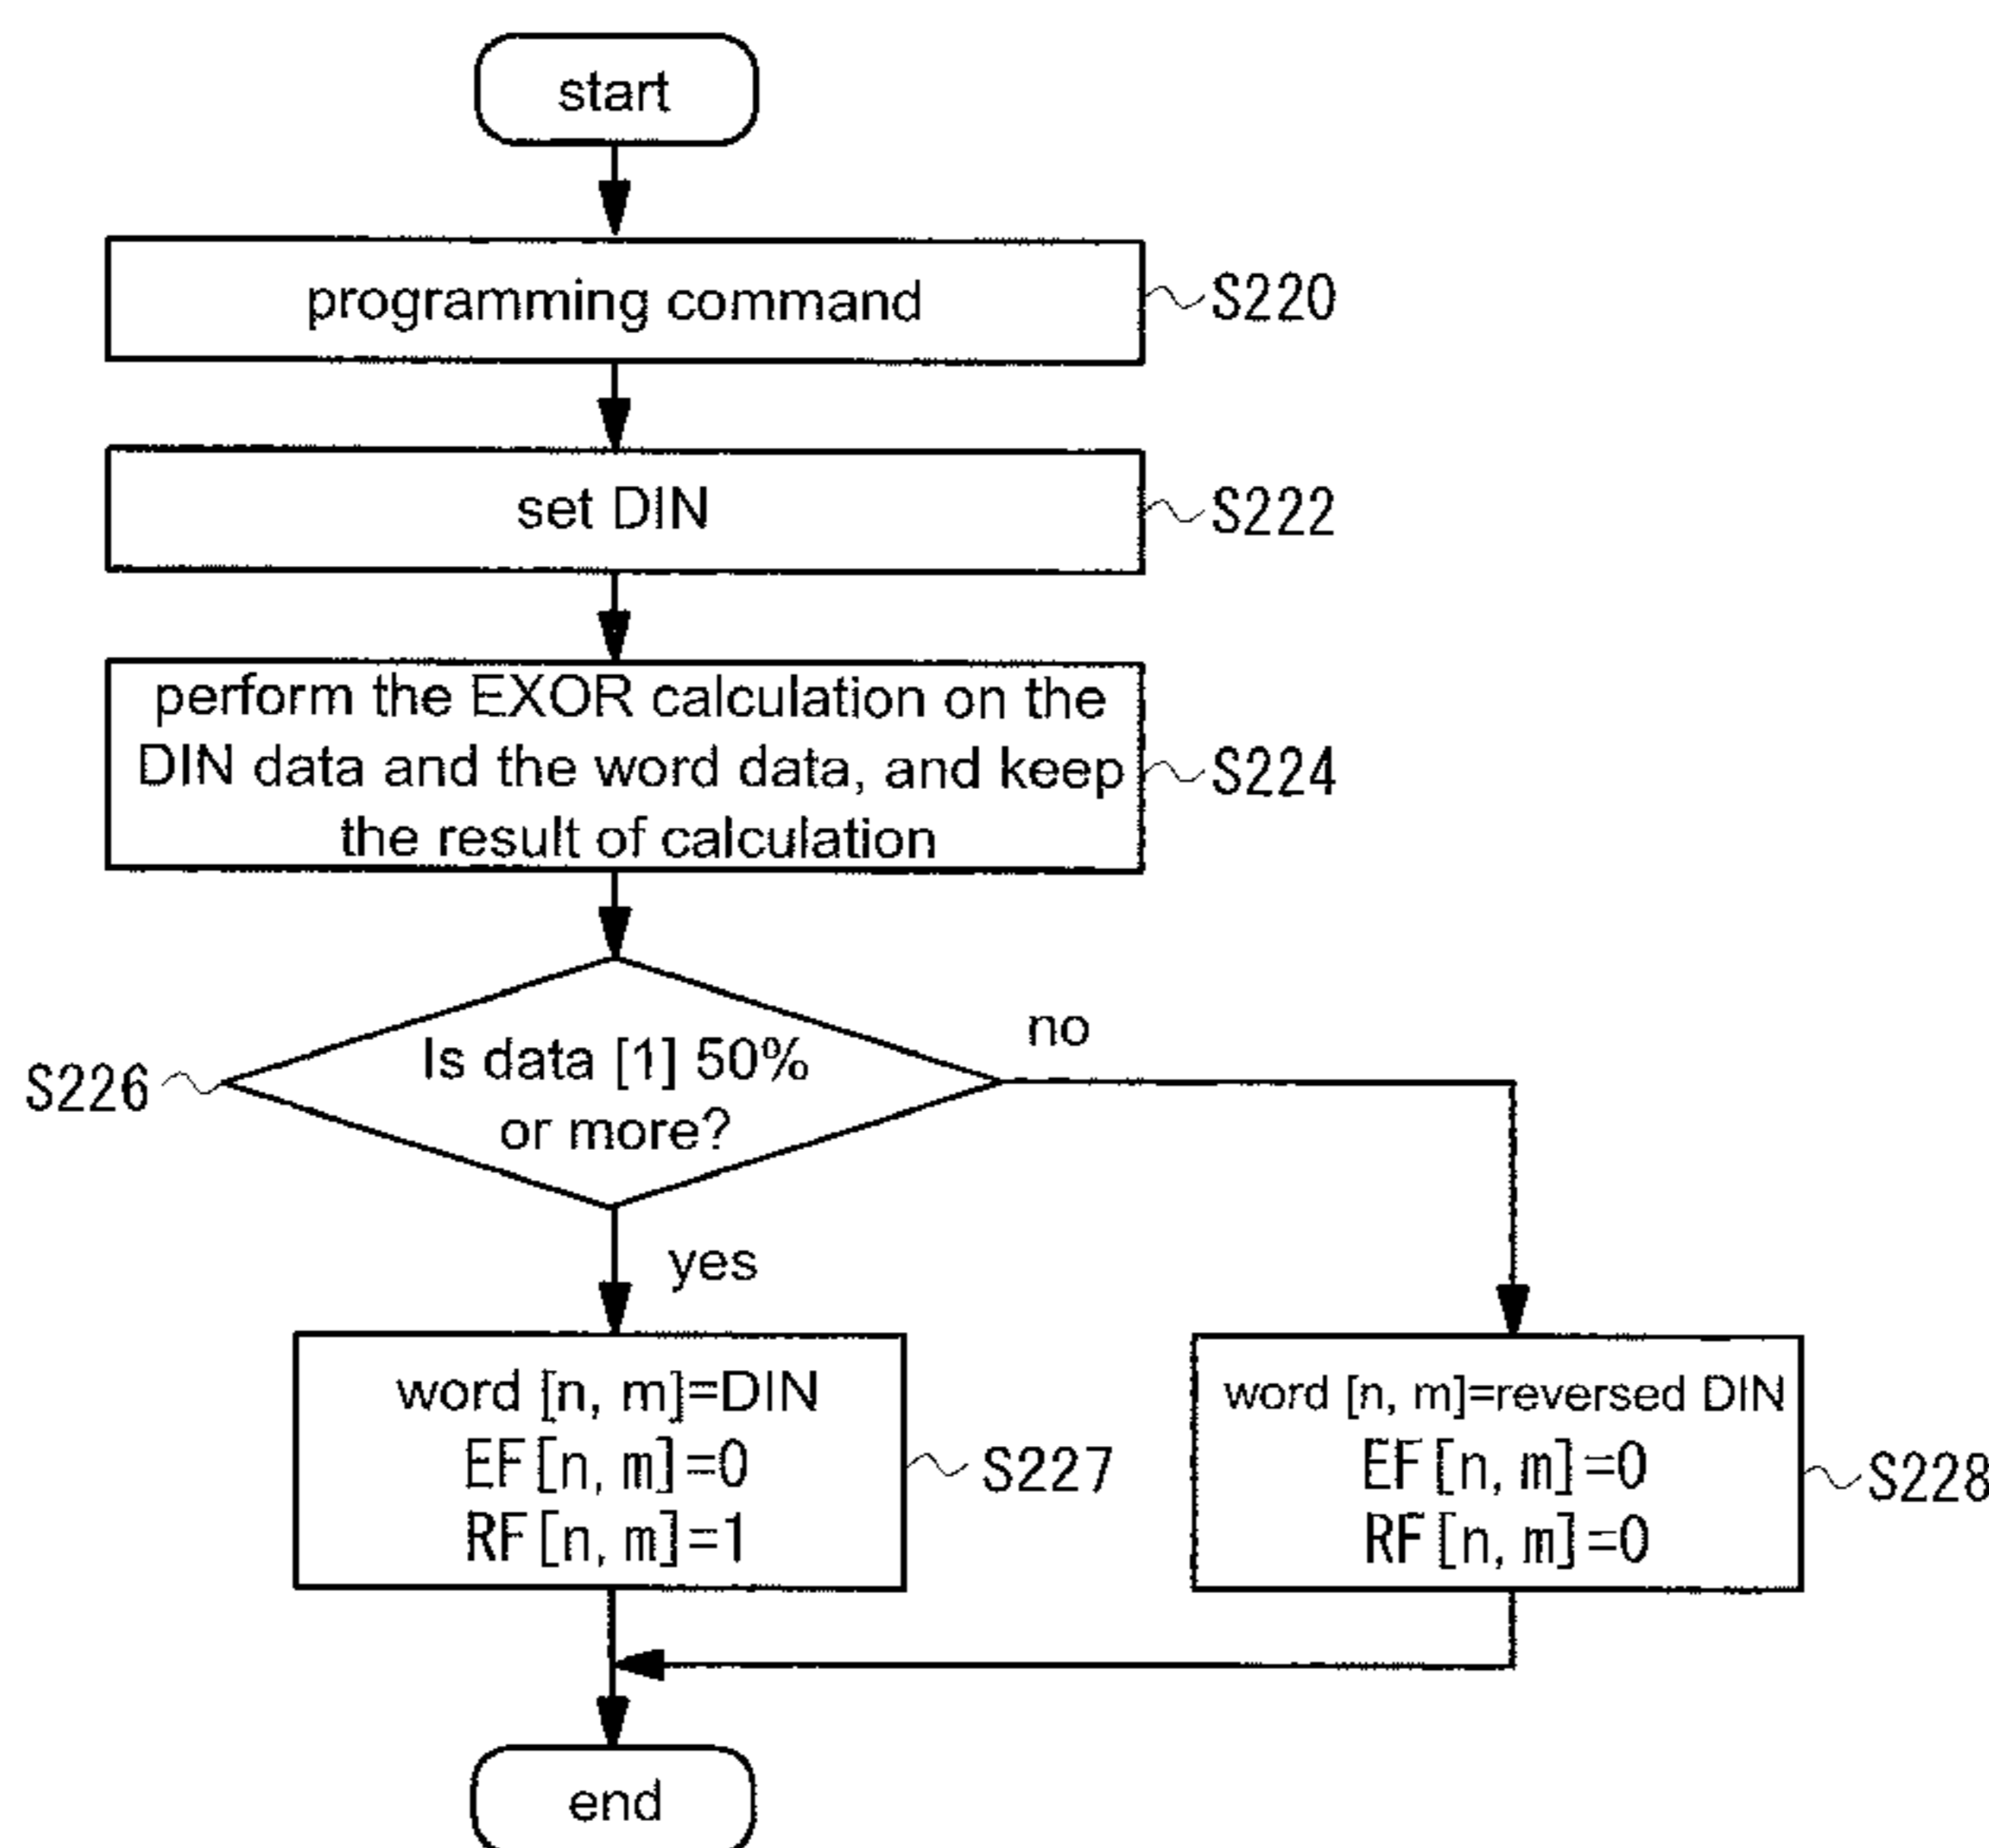 start
programming command
S220
set DIN
S222
perform the EXOR calculation on the
DIN data and the word data, and keep
the result of calculation
S224
Is data [1] 50%
or more?
S226
no
yes
word [n, m]=DIN
EF[n, m]=0
RF[n, m]=1
S227
word [n, m]=reversed DIN
EF[n, m]=0
RF[n, m]=0
S228
end